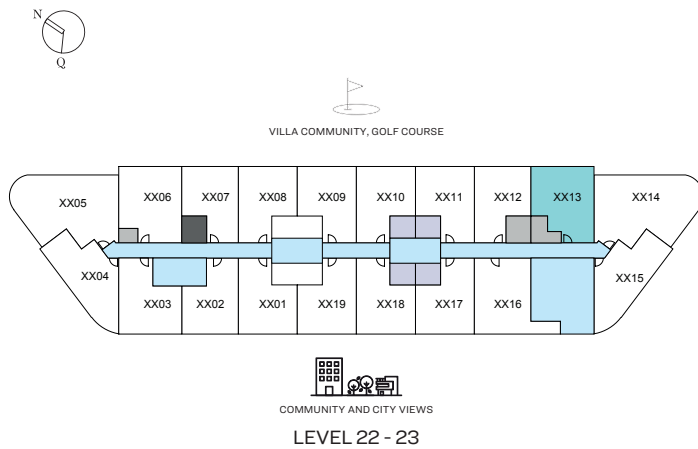 N
Q
VILLA COMMUNITY, GOLF COURSE
XX05
XX06
XX07
XX08
XX09
XX10
XX11
XX12
XX13
XX14
XX04
XX03
XX02
XX01
XX19
XX18
XX17
XX16
XX15
COMMUNITY AND CITY VIEWS
LEVEL 22 - 23